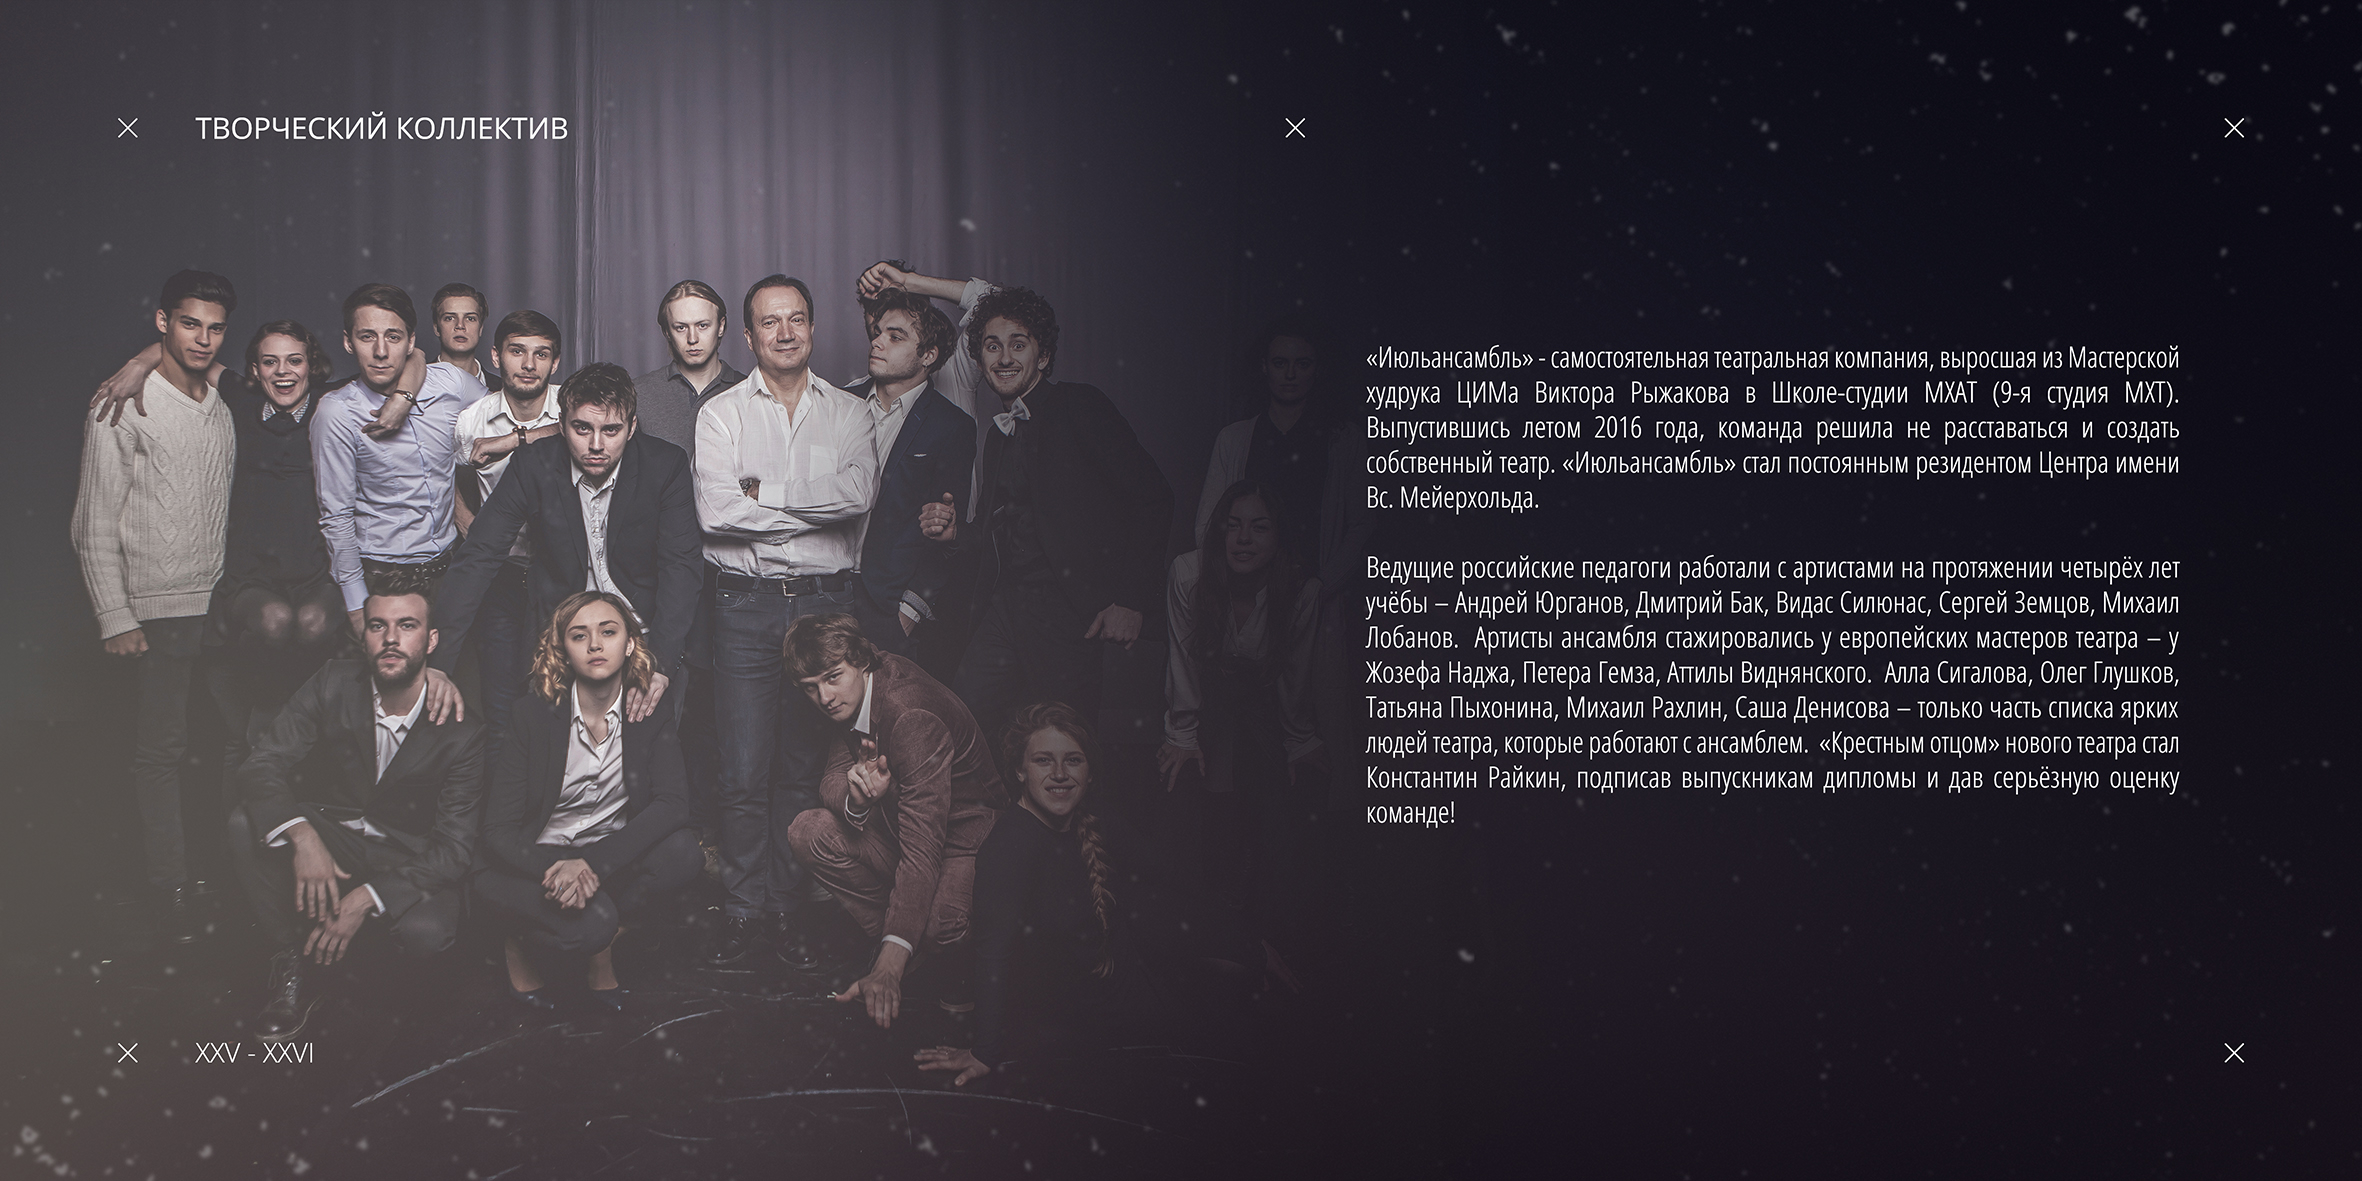 ТВОРЧЕСКИЙ КОЛЛЕКТИВ
«Июльансамбль» - самостоятельная театральная компания, выросшая из Мастерской
худрука ЦИМа Виктора Рыжакова в Школе-студии МХАТ (9-я студия МХТ).
Выпустившись летом 2016 года, команда решила не расставаться и создать
собственный театр. «Июльансамбль» стал постоянным резидентом Центра имени
Вс. Мейерхольда.
Ведущие российские педагоги работали с артистами на протяжении четырёх лет
учёбы – Андрей Юрганов, Дмитрий Бак, Видас Силюнас, Сергей Земцов, Михаил
Лобанов. Артисты ансамбля стажировались у европейских мастеров театра – у
Жозефа Наджа, Петера Гемза, Аттилы Виднянского. Алла Сигалова, Олег Глушков,
Татьяна Пыхонина, Михаил Рахлин, Саша Денисова – только часть списка ярких
людей театра, которые работают с ансамблем. «Крестным отцом» нового театра стал
Константин Райкин, подписав выпускникам дипломы и дав серьёзную оценку
команде!
XXV - XXVI